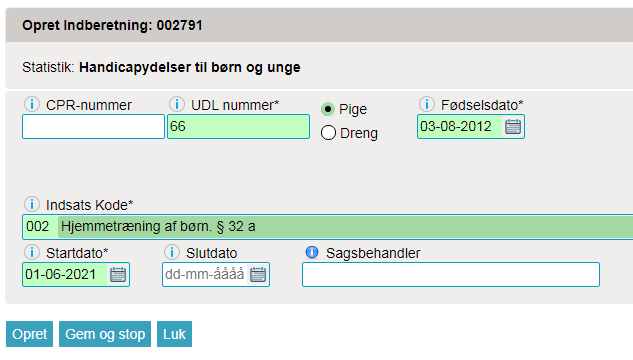 Opret Indberetning: 002791
Statistik: Handicapydelser til børn og unge
CPR-nummer UDL nummer* Pige Fødselsdato*
66 Dreng 03-08-2012
Indsats Kode*
002 Hjemmetræning af børn. § 32 a
Startdato* Slutdato Sagsbehandler
01-06-2021 dd-mm-åååå
Opret Gem og stop Luk